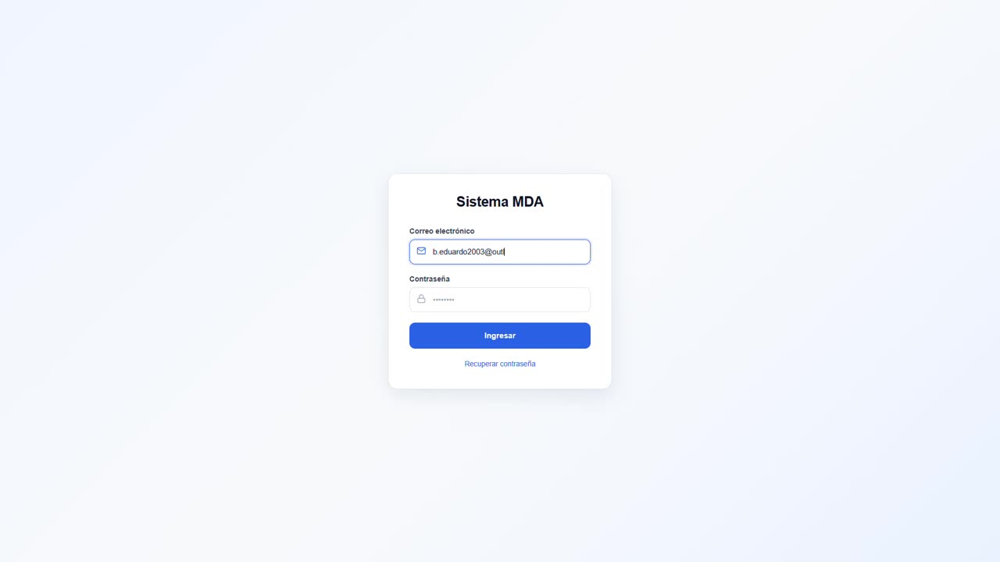 Sistema MDA
Correo electrónico
b.eduardo2003@outl
Contraseña
••••••••
Ingresar
Recuperar contraseña